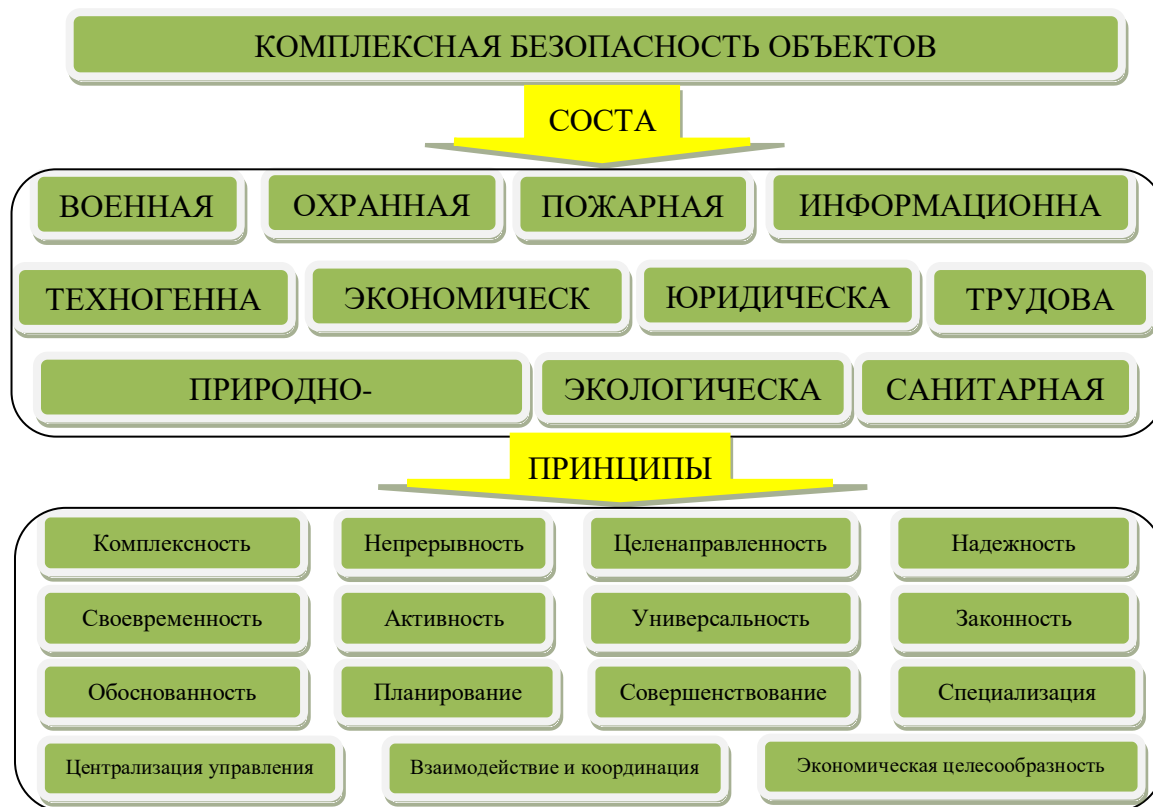 КОМПЛЕКСНАЯ БЕЗОПАСНОСТЬ ОБЪЕКТОВ
СОСТА
ВОЕННАЯ ОХРАННАЯ ПОЖАРНАЯ ИНФОРМАЦИОННА
ТЕХНОГЕННА ЭКОНОМИЧЕСК ЮРИДИЧЕСКА ТРУДОВА
ПРИРОДНО- ЭКОЛОГИЧЕСКА САНИТАРНАЯ
ПРИНЦИПЫ
Комплексность Непрерывность Целенаправленность Надежность
Своевременность Активность Универсальность Законность
Обоснованность Планирование Совершенствование Специализация
Централизация управления Взаимодействие и координация Экономическая целесообразность